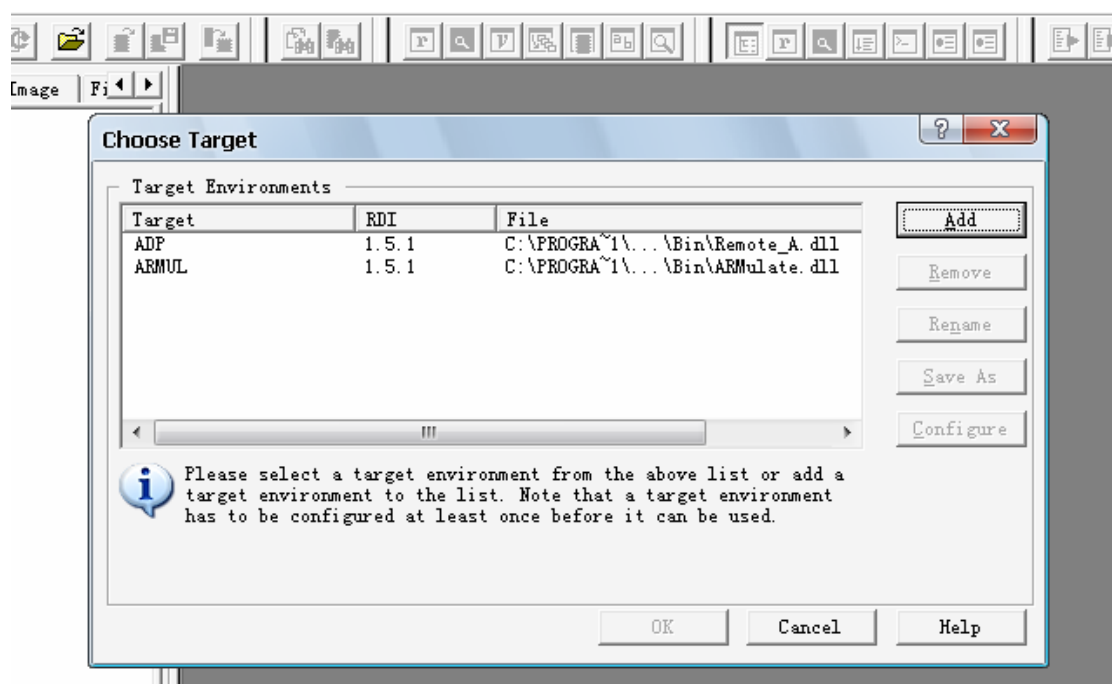 Image
Fi
Choose Target
Target Environments
Target RDI File
ADP 1.5.1 C:\PROGRA~1\...\Bin\Remote_A.dll
ARMUL 1.5.1 C:\PROGRA~1\...\Bin\ARMulate.dll
Add
Remove
Rename
Save As
Configure
Please select a target environment from the above list or add a
target environment to the list. Note that a target environment
has to be configured at least once before it can be used.
OK Cancel Help